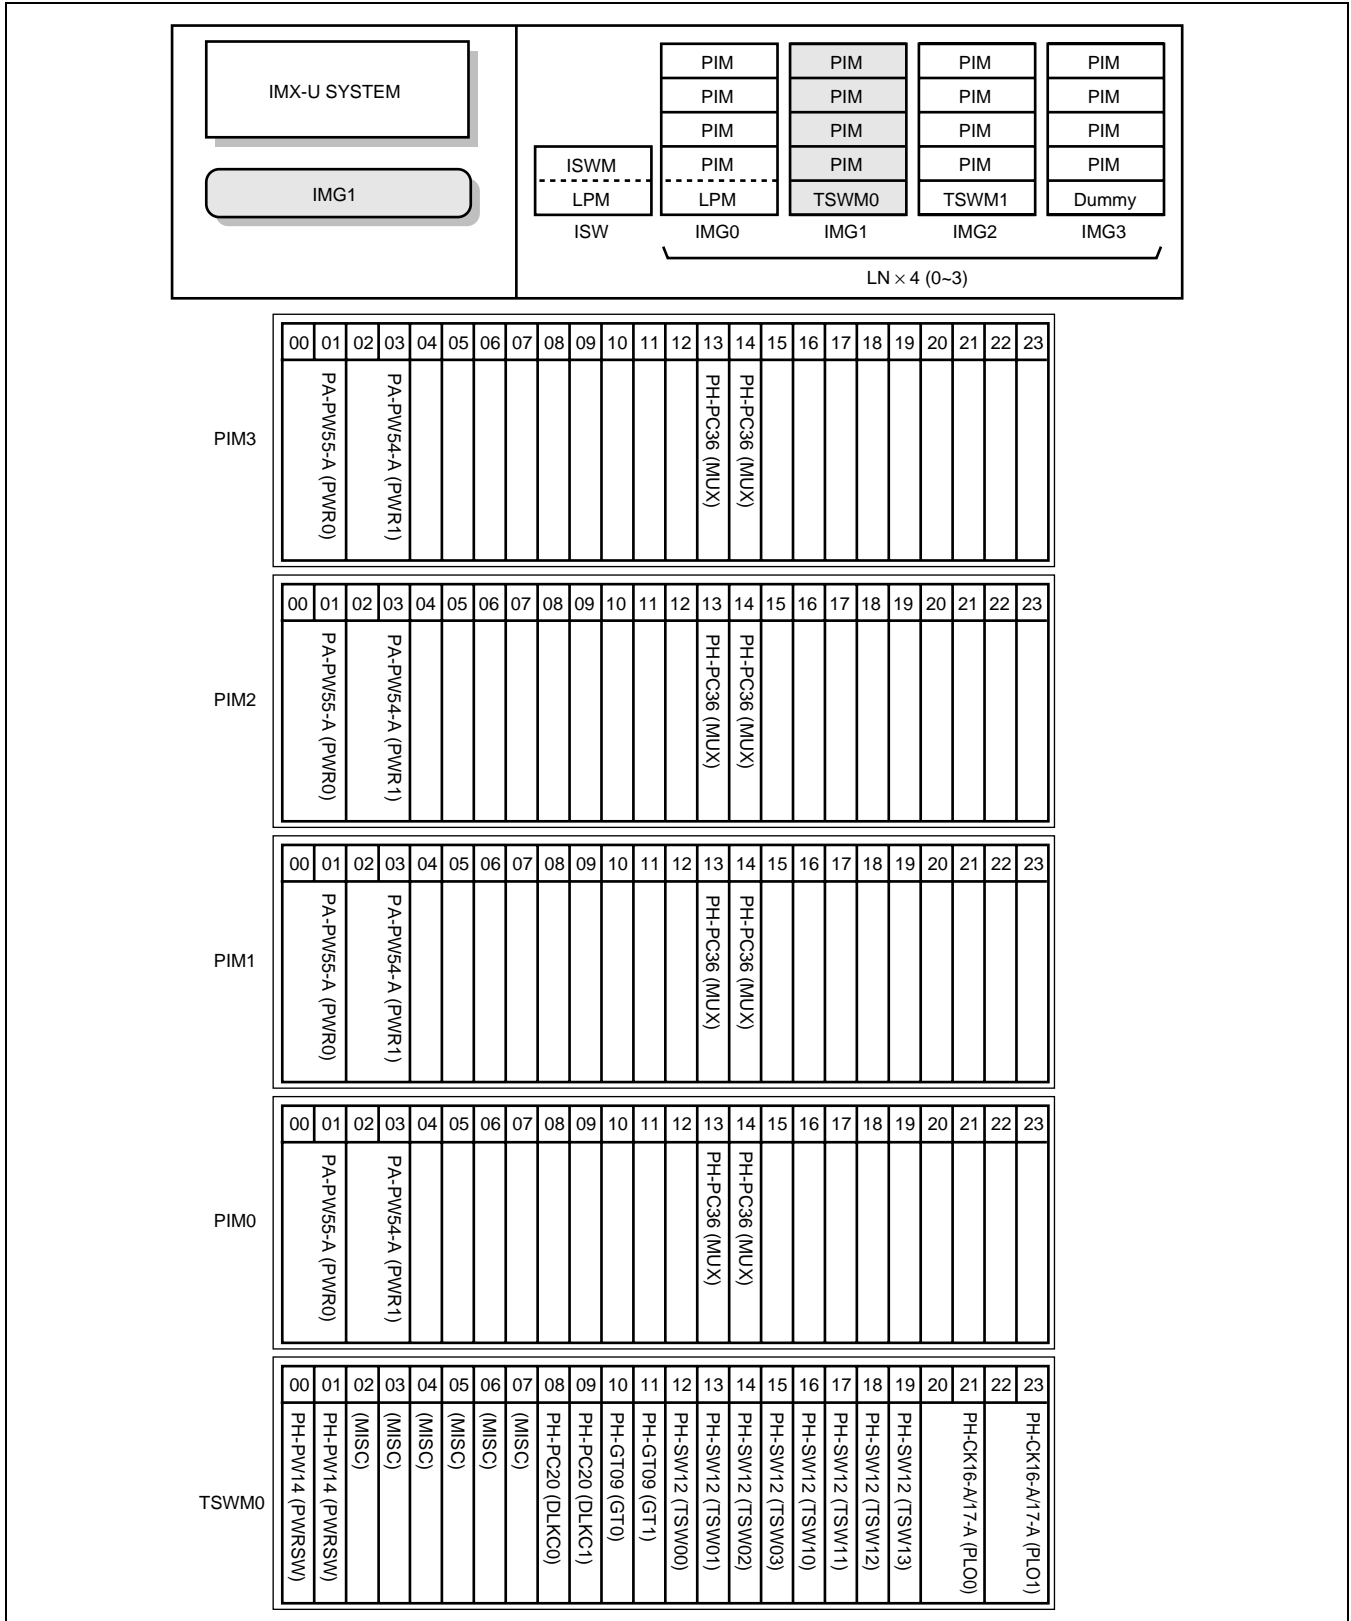 IMX-U SYSTEM
IMG1
PIM PIM PIM PIM
PIM PIM PIM PIM
PIM PIM PIM PIM
ISWM PIM PIM PIM PIM
LPM LPM TSWM0 TSWM1 Dummy
ISW IMG0 IMG1 IMG2 IMG3
LN × 4 (0~3)
00 01 02 03 04 05 06 07 08 09 10 11 12 13 14 15 16 17 18 19 20 21 22 23
PIM3
PA-PW55-A (PWR0)
PA-PW54-A (PWR1)
PH-PC36 (MUX)
PH-PC36 (MUX)
00 01 02 03 04 05 06 07 08 09 10 11 12 13 14 15 16 17 18 19 20 21 22 23
PIM2
PA-PW55-A (PWR0)
PA-PW54-A (PWR1)
PH-PC36 (MUX)
PH-PC36 (MUX)
00 01 02 03 04 05 06 07 08 09 10 11 12 13 14 15 16 17 18 19 20 21 22 23
PIM1
PA-PW55-A (PWR0)
PA-PW54-A (PWR1)
PH-PC36 (MUX)
PH-PC36 (MUX)
00 01 02 03 04 05 06 07 08 09 10 11 12 13 14 15 16 17 18 19 20 21 22 23
PIM0
PA-PW55-A (PWR0)
PA-PW54-A (PWR1)
PH-PC36 (MUX)
PH-PC36 (MUX)
00 01 02 03 04 05 06 07 08 09 10 11 12 13 14 15 16 17 18 19 20 21 22 23
TSWM0
PH-PW14 (PWRSW)
PH-PW14 (PWRSW)
(MISC)
(MISC)
(MISC)
(MISC)
(MISC)
(MISC)
PH-PC20 (DLKC0)
PH-PC20 (DLKC1)
PH-GT09 (GT0)
PH-GT09 (GT1)
PH-SW12 (TSW00)
PH-SW12 (TSW01)
PH-SW12 (TSW02)
PH-SW12 (TSW03)
PH-SW12 (TSW10)
PH-SW12 (TSW11)
PH-SW12 (TSW12)
PH-SW12 (TSW13)
PH-CK16-A/17-A (PLO0)
PH-CK16-A/17-A (PLO1)